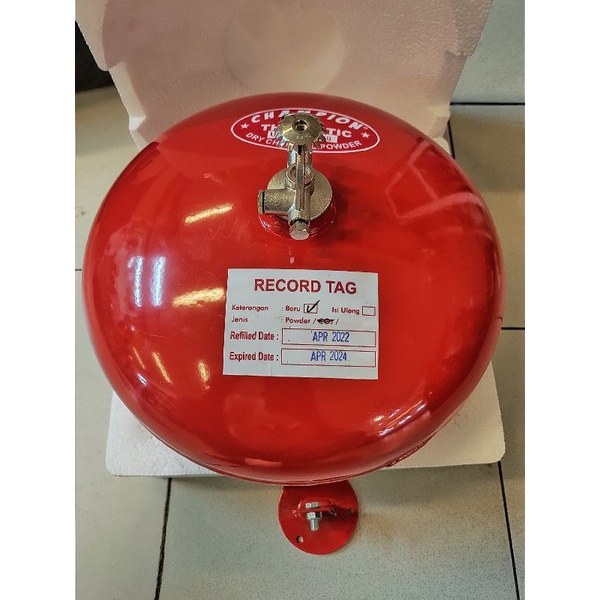 CHAMPION
DRY POWDER
RECORD TAG
Keterangan : Baru Isi Ulang
Jenis : Powder / CO2 /
Refilled Date : APR 2022
Expired Date : APR 2024